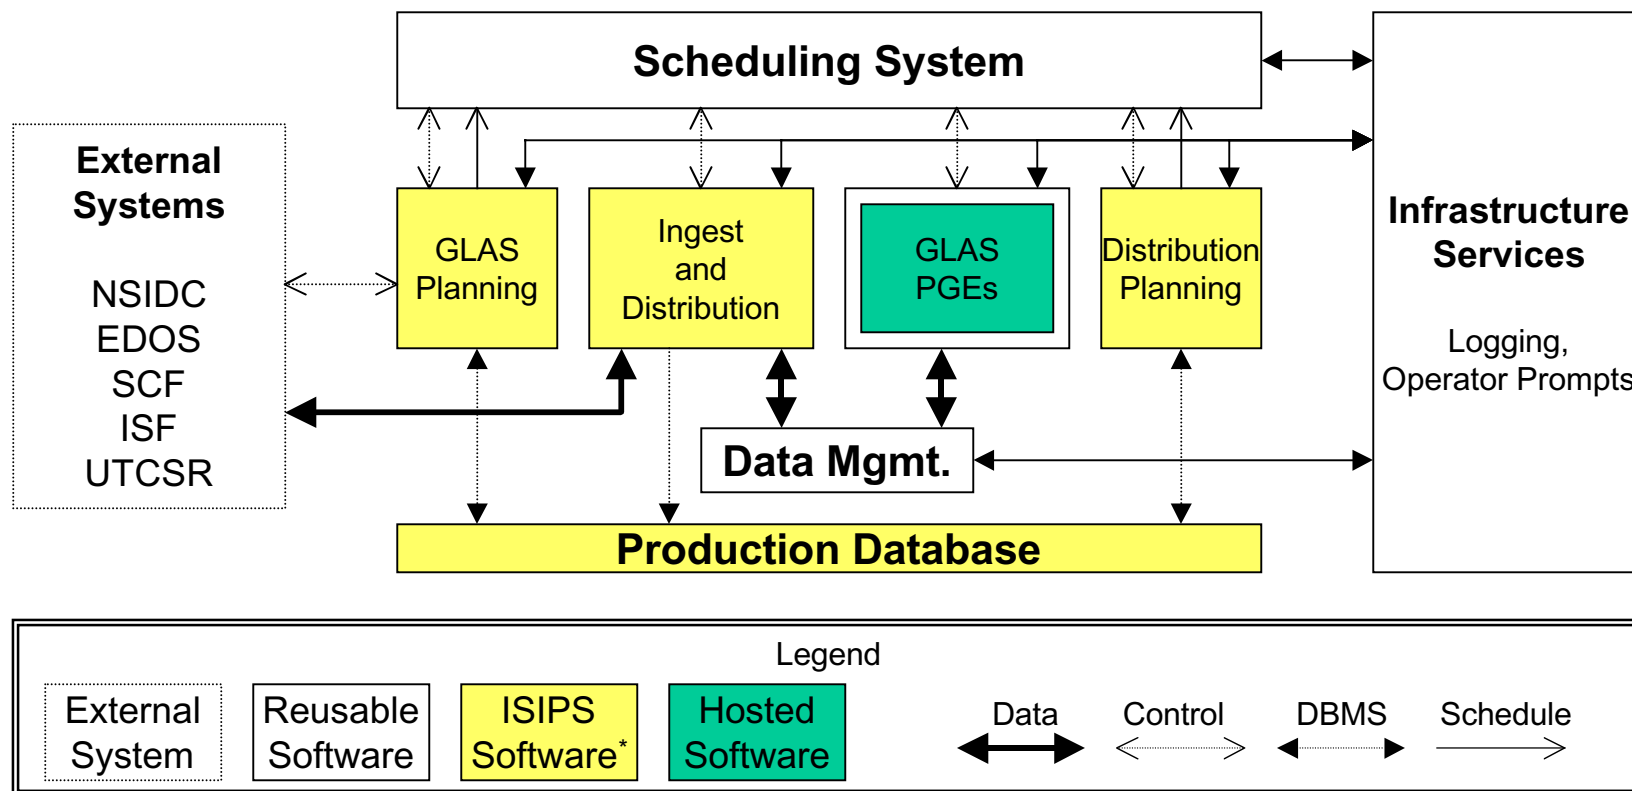 Scheduling System
External
Systems
NSIDC
EDOS
SCF
ISF
UTCSR
GLAS
Planning
Ingest
and
Distribution
GLAS
PGEs
Distribution
Planning
Infrastructure
Services
Logging,
Operator Prompts
Data Mgmt.
Production Database
Legend
External
System
Reusable
Software
ISIPS
Software*
Hosted
Software
Data
Control
DBMS
Schedule